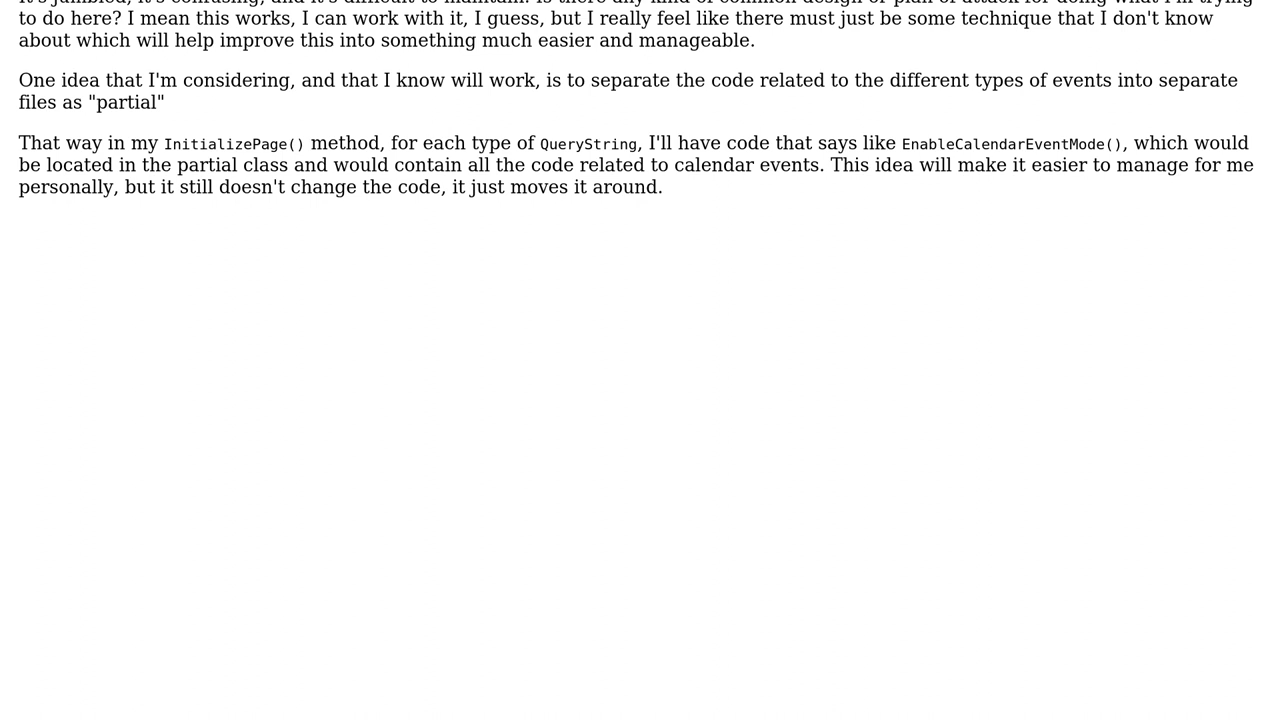 to do here? I mean this works, I can work with it, I guess, but I really feel like there must just be some technique that I don't know
about which will help improve this into something much easier and manageable.
One idea that I'm considering, and that I know will work, is to separate the code related to the different types of events into separate
files as "partial"
That way in my InitializePage() method, for each type of QueryString, I'll have code that says like EnableCalendarEventMode(), which would
be located in the partial class and would contain all the code related to calendar events. This idea will make it easier to manage for me
personally, but it still doesn't change the code, it just moves it around.